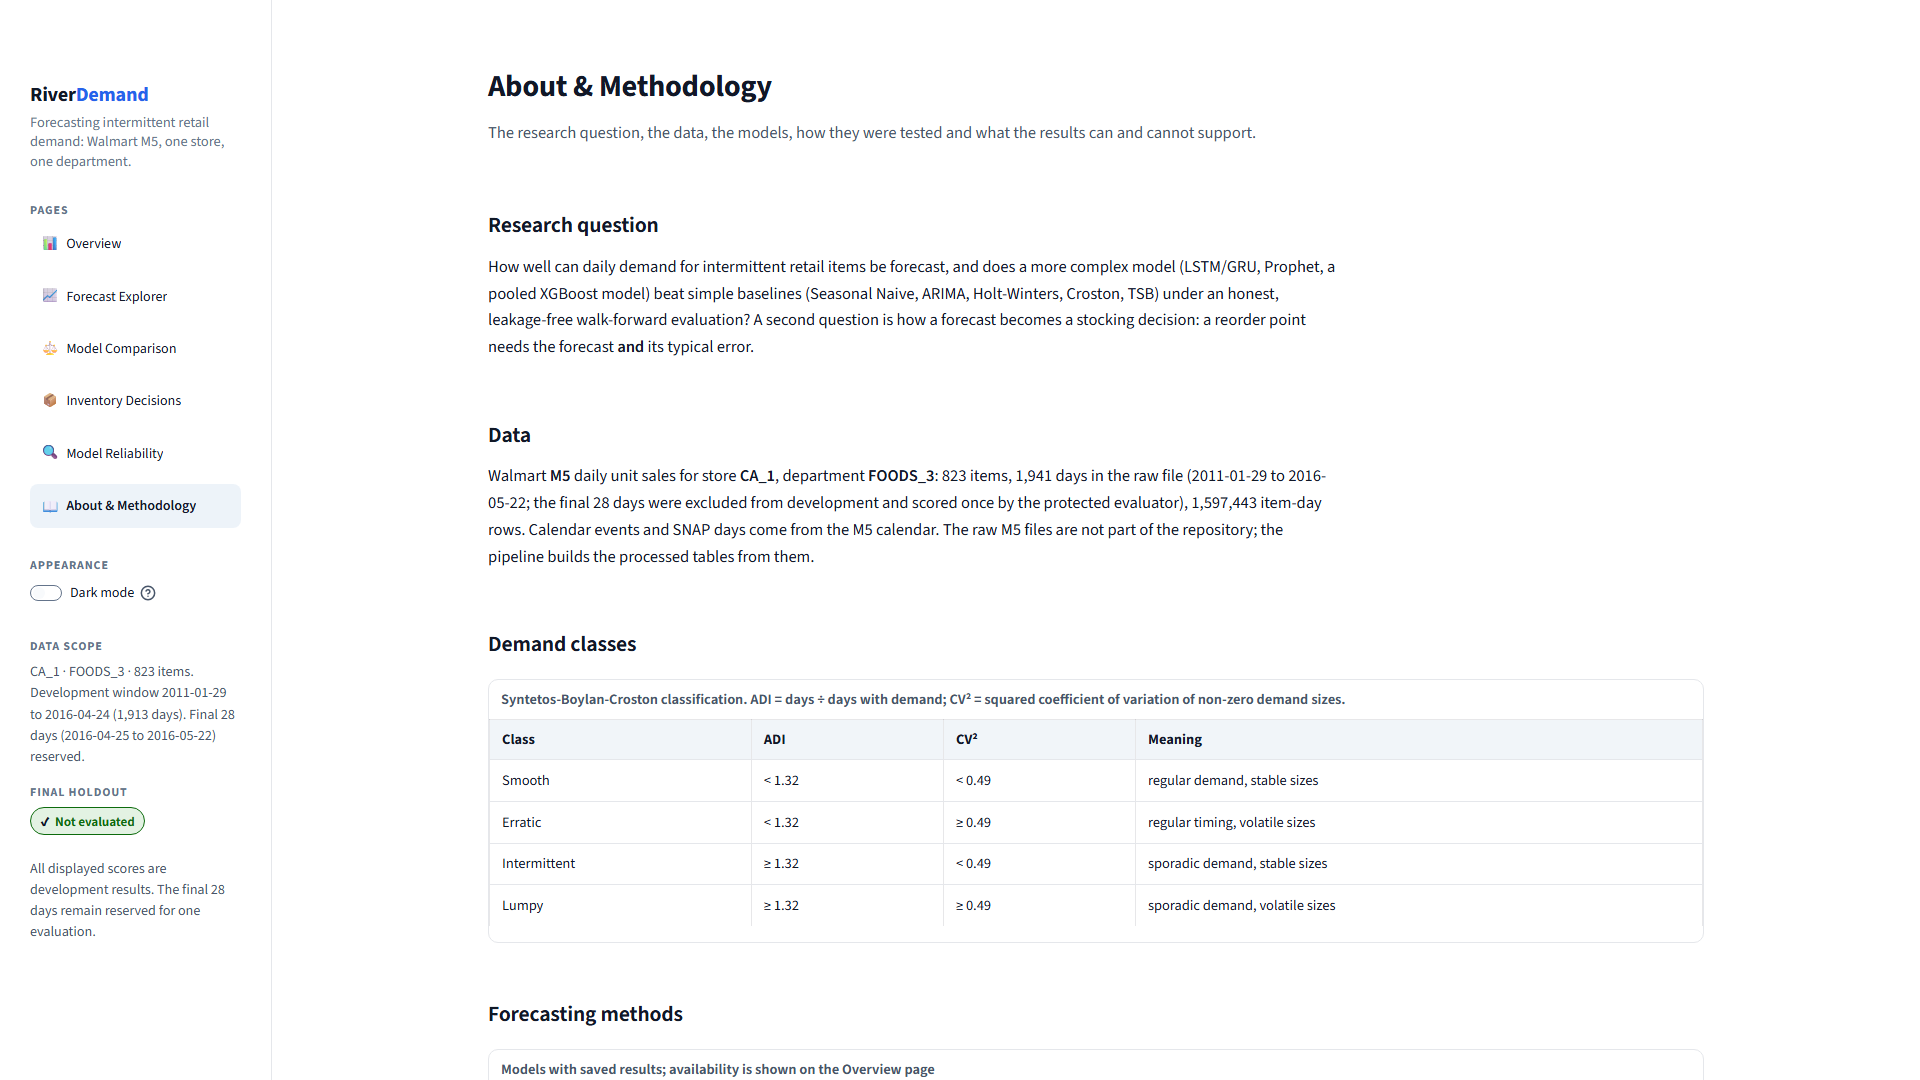 RiverDemand
Forecasting intermittent retail
demand: Walmart M5, one store,
one department.
PAGES
Overview
Forecast Explorer
Model Comparison
Inventory Decisions
Model Reliability
About & Methodology
APPEARANCE
Dark mode ?
DATA SCOPE
CA_1 · FOODS_3 · 823 items.
Development window 2011-01-29
to 2016-04-24 (1,913 days). Final 28
days (2016-04-25 to 2016-05-22)
reserved.
FINAL HOLDOUT
✓ Not evaluated
All displayed scores are
development results. The final 28
days remain reserved for one
evaluation.
About & Methodology
The research question, the data, the models, how they were tested and what the results can and cannot support.
Research question
How well can daily demand for intermittent retail items be forecast, and does a more complex model (LSTM/GRU, Prophet, a
pooled XGBoost model) beat simple baselines (Seasonal Naive, ARIMA, Holt-Winters, Croston, TSB) under an honest,
leakage-free walk-forward evaluation? A second question is how a forecast becomes a stocking decision: a reorder point
needs the forecast and its typical error.
Data
Walmart M5 daily unit sales for store CA_1, department FOODS_3: 823 items, 1,941 days in the raw file (2011-01-29 to 2016-
05-22; the final 28 days were excluded from development and scored once by the protected evaluator), 1,597,443 item-day
rows. Calendar events and SNAP days come from the M5 calendar. The raw M5 files are not part of the repository; the
pipeline builds the processed tables from them.
Demand classes
Syntetos-Boylan-Croston classification. ADI = days ÷ days with demand; CV² = squared coefficient of variation of non-zero demand sizes.
Class ADI CV² Meaning
Smooth < 1.32 < 0.49 regular demand, stable sizes
Erratic < 1.32 ≥ 0.49 regular timing, volatile sizes
Intermittent ≥ 1.32 < 0.49 sporadic demand, stable sizes
Lumpy ≥ 1.32 ≥ 0.49 sporadic demand, volatile sizes
Forecasting methods
Models with saved results; availability is shown on the Overview page